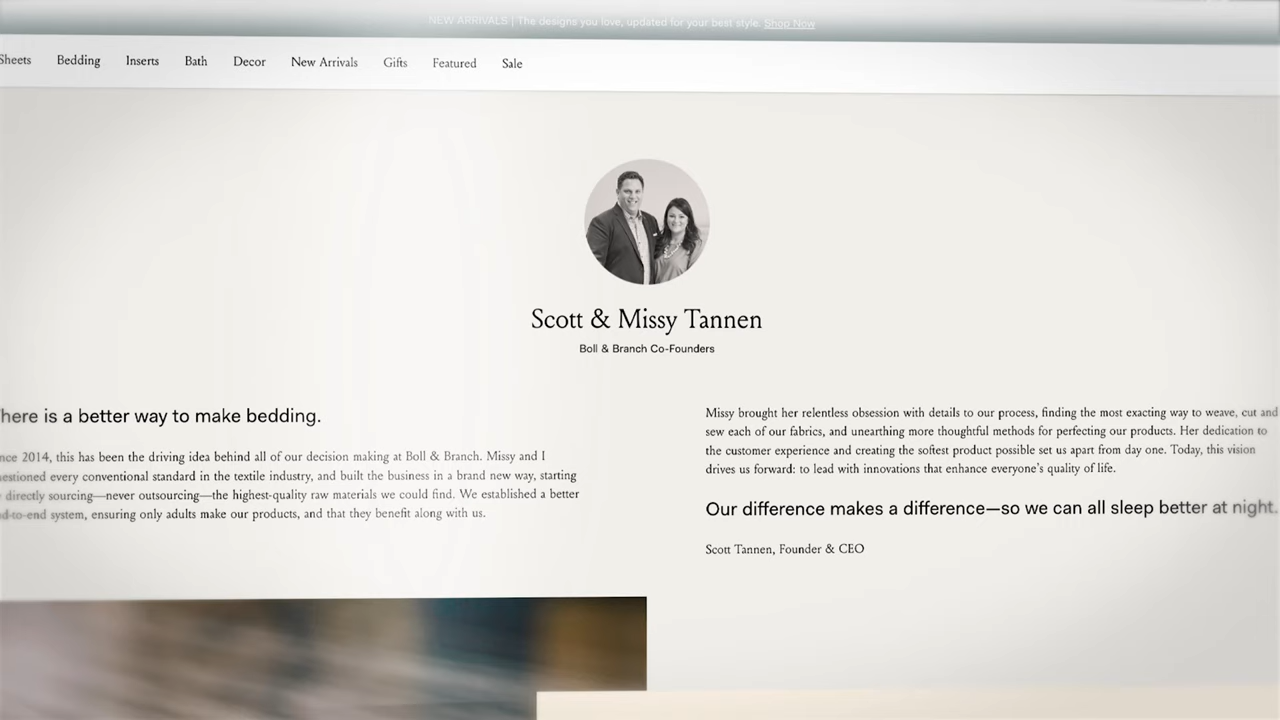 NEW ARRIVALS | The designs you love, updated for your best style. Shop Now
Sheets Bedding Inserts Bath Decor New Arrivals Gifts Featured Sale
Scott & Missy Tannen
Boll & Branch Co-Founders
here is a better way to make bedding.
nce 2014, this has been the driving idea behind all of our decision making at Boll & Branch. Missy and I
estioned every conventional standard in the textile industry, and built the business in a brand new way, starting
directly sourcing—never outsourcing—the highest-quality raw materials we could find. We established a better
d-to-end system, ensuring only adults make our products, and that they benefit along with us.
Missy brought her relentless obsession with details to our process, finding the most exacting way to weave, cut and
sew each of our fabrics, and unearthing more thoughtful methods for perfecting our products. Her dedication to
the customer experience and creating the softest product possible set us apart from day one. Today, this vision
drives us forward: to lead with innovations that enhance everyone's quality of life.
Our difference makes a difference—so we can all sleep better at night.
Scott Tannen, Founder & CEO